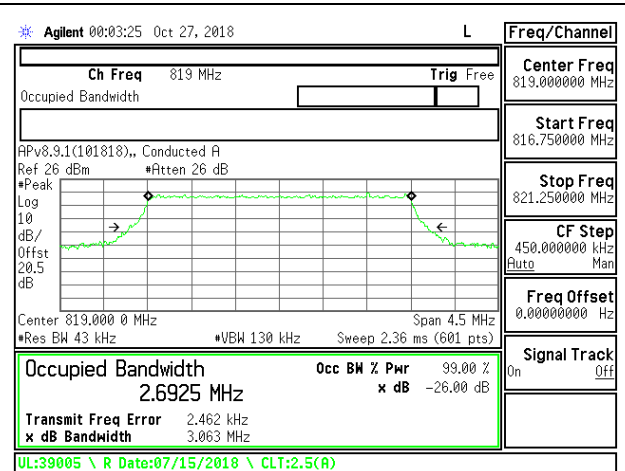 Agilent 00:03:25 Oct 27, 2018 L
Freq/Channel
Ch Freq 819 MHz Trig Free
Occupied Bandwidth
Center Freq
819.000000 MHz
Start Freq
816.750000 MHz
Stop Freq
821.250000 MHz
CF Step
450.000000 kHz
Auto Man
Freq Offset
0.00000000 Hz
Signal Track
On Off
APv8.9.1(101818),, Conducted A
Ref 26 dBm #Atten 26 dB
#Peak
Log
10
dB/
Offst
20.5
dB
Center 819.000 0 MHz Span 4.5 MHz
#Res BW 43 kHz #VBW 130 kHz Sweep 2.36 ms (601 pts)
Occupied Bandwidth Occ BW % Pwr 99.00 %
2.6925 MHz x dB -26.00 dB
Transmit Freq Error 2.462 kHz
x dB Bandwidth 3.063 MHz
UL:39005 \ R Date:07/15/2018 \ CLT:2.5(A)